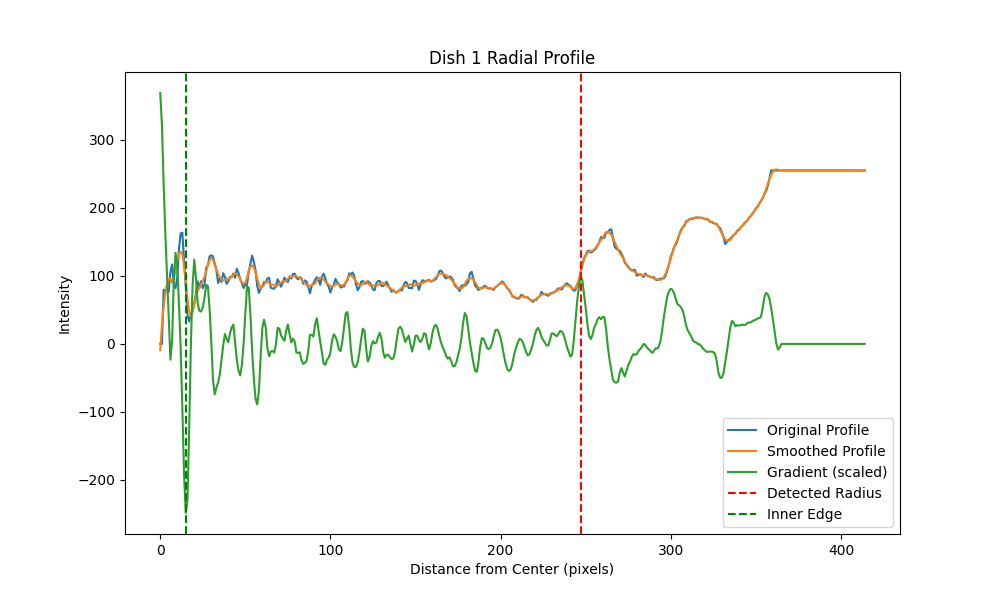 Dish 1 Radial Profile
Intensity
300
200
100
0
−100
−200
0 100 200 300 400
Distance from Center (pixels)
Original Profile
Smoothed Profile
Gradient (scaled)
Detected Radius
Inner Edge